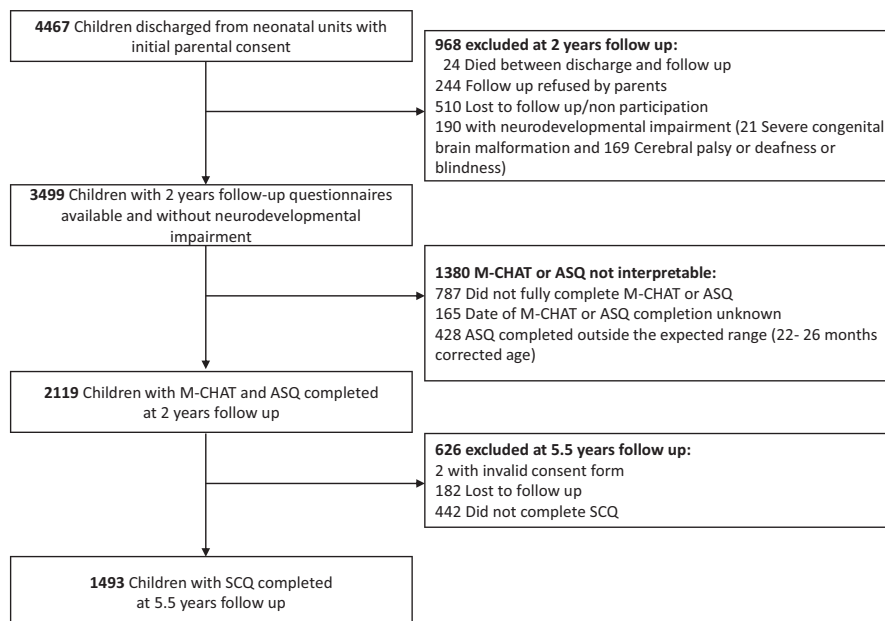 4467 Children discharged from neonatal units with
initial parental consent
968 excluded at 2 years follow up:
24 Died between discharge and follow up
244 Follow up refused by parents
510 Lost to follow up/non participation
190 with neurodevelopmental impairment (21 Severe congenital
brain malformation and 169 Cerebral palsy or deafness or
blindness)
3499 Children with 2 years follow-up questionnaires
available and without neurodevelopmental
impairment
1380 M-CHAT or ASQ not interpretable:
787 Did not fully complete M-CHAT or ASQ
165 Date of M-CHAT or ASQ completion unknown
428 ASQ completed outside the expected range (22- 26 months
corrected age)
2119 Children with M-CHAT and ASQ completed
at 2 years follow up
626 excluded at 5.5 years follow up:
2 with invalid consent form
182 Lost to follow up
442 Did not complete SCQ
1493 Children with SCQ completed
at 5.5 years follow up